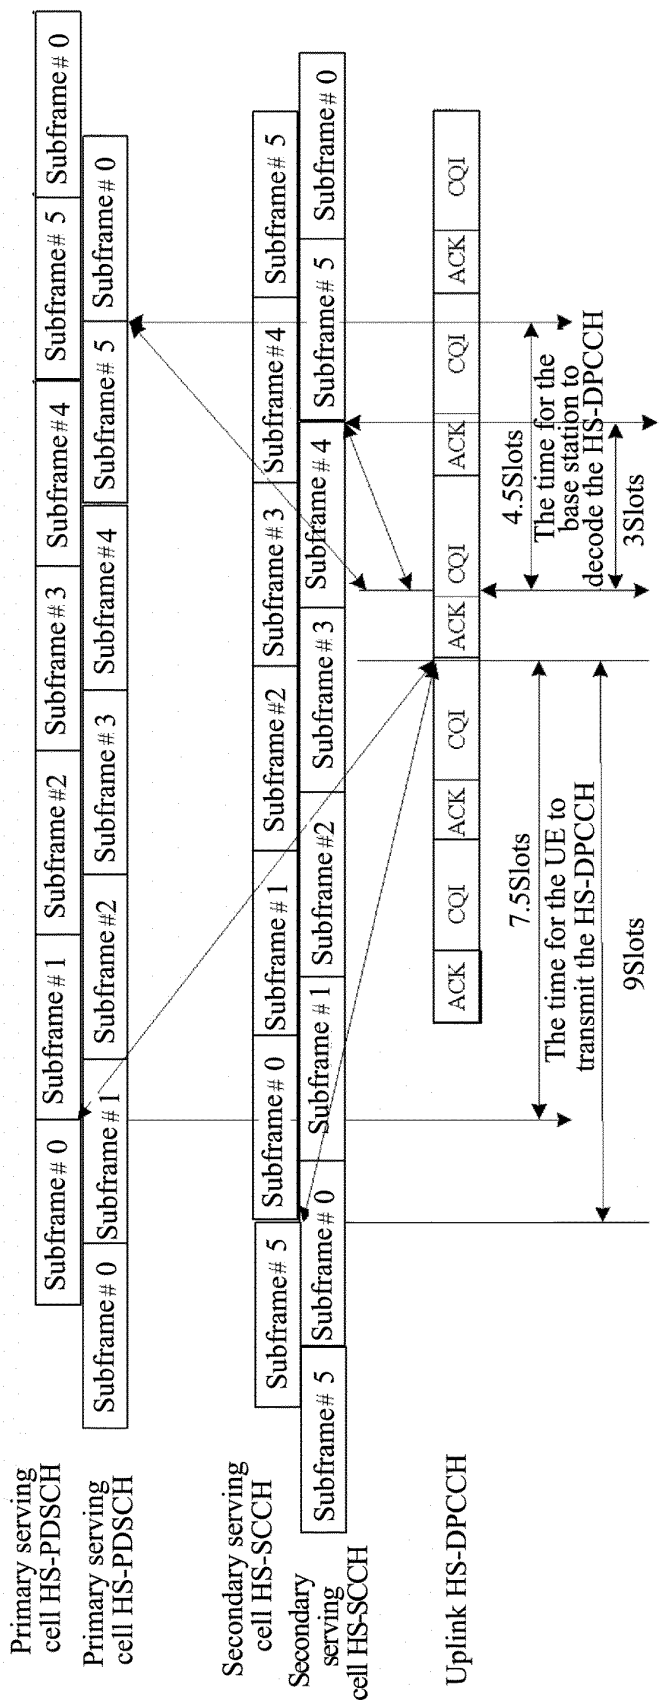 Primary serving
cell HS-PDSCH
Subframe# 0
Subframe# 1
Subframe#2
Subframe# 3
Subframe#4
Subframe# 5
Subframe# 0
Primary serving
cell HS-PDSCH
Subframe# 0
Subframe# 1
Subframe#2
Subframe# 3
Subframe#4
Subframe# 5
Subframe# 0
Secondary serving
cell HS-SCCH
Subframe# 5
Subframe# 0
Subframe# 1
Subframe#2
Subframe# 3
Subframe#4
Subframe# 5
Secondary
serving
cell HS-SCCH
Subframe# 5
Subframe# 0
Subframe# 1
Subframe#2
Subframe# 3
Subframe# 4
Subframe# 5
Subframe# 0
Uplink HS-DPCCH
ACK
CQI
ACK
CQI
ACK
CQI
ACK
CQI
ACK
CQI
7.5Slots
The time for the UE to
transmit the HS-DPCCH
9Slots
4.5Slots
The time for the
base station to
decode the HS-DPCCH
3Slots